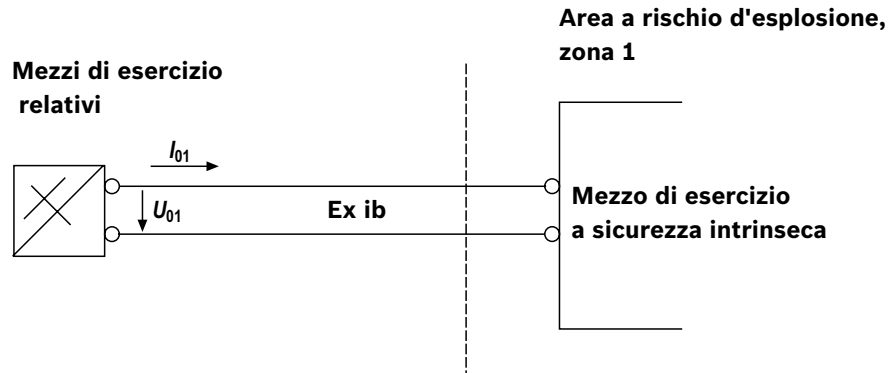 Area a rischio d'esplosione,
zona 1
Mezzi di esercizio
relativi
I01
U01
Ex ib
Mezzo di esercizio
a sicurezza intrinseca